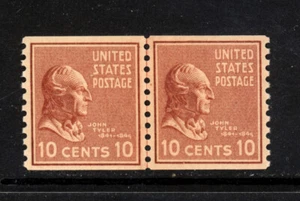 UNITED
STATES
POSTAGE
JOHN
TYLER
1841-1845
10 CENTS 10
UNITED
STATES
POSTAGE
JOHN
TYLER
1841-1845
10 CENTS 10